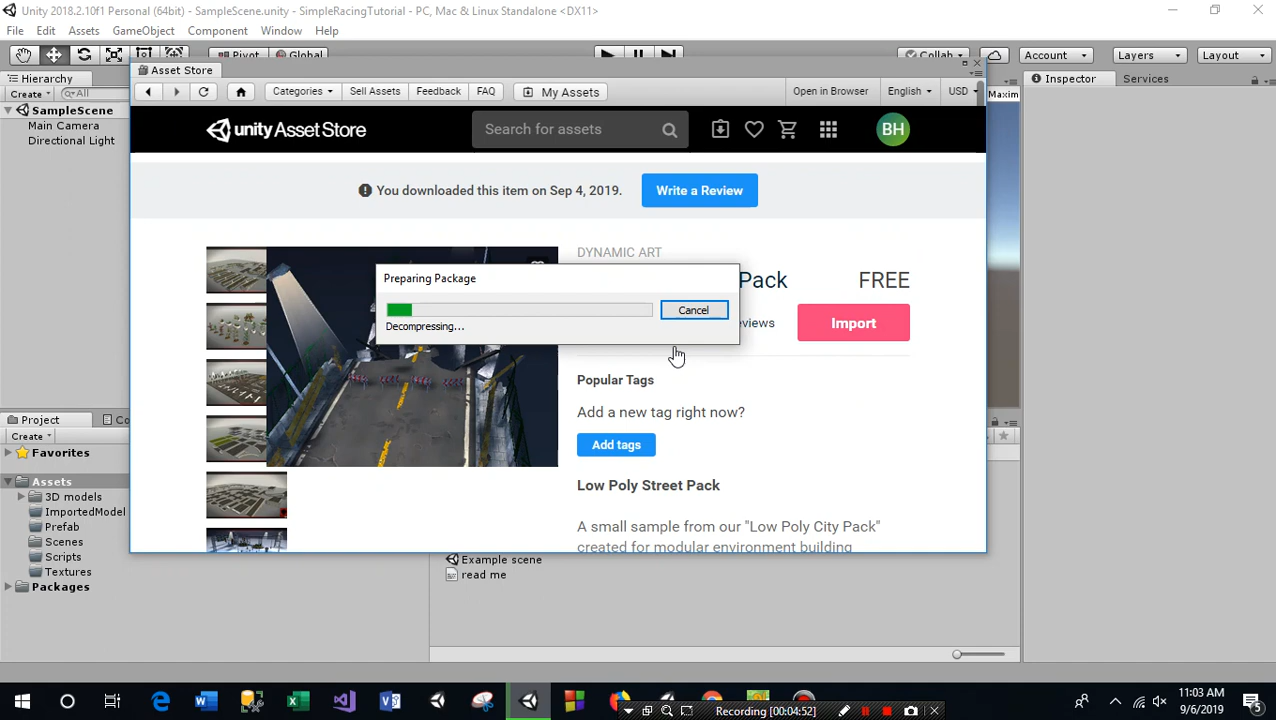 Unity 2018.2.10f1 Personal (64bit) - SampleScene.unity - SimpleRacingTutorial - PC, Mac & Linux Standalone <DX11>
File Edit Assets GameObject Component Window Help
Pivot Global Collab Account Layers Layout
Hierarchy
Create All
SampleScene
Main Camera
Directional Light
Asset Store
Categories Sell Assets Feedback FAQ My Assets Open in Browser English USD
unity Asset Store Search for assets BH
You downloaded this item on Sep 4, 2019. Write a Review
DYNAMIC ART
Pack FREE
eviews Import
Preparing Package
Cancel
Decompressing...
Popular Tags
Add a new tag right now?
Add tags
Low Poly Street Pack
A small sample from our "Low Poly City Pack"
created for modular environment building
Inspector Services
Maxim
Project Co
Create
Favorites
Assets
3D models
ImportedModel
Prefab
Scenes
Scripts
Textures
Packages
Example scene
read me
Recording [00:04:52]
11:03 AM
9/6/2019
5